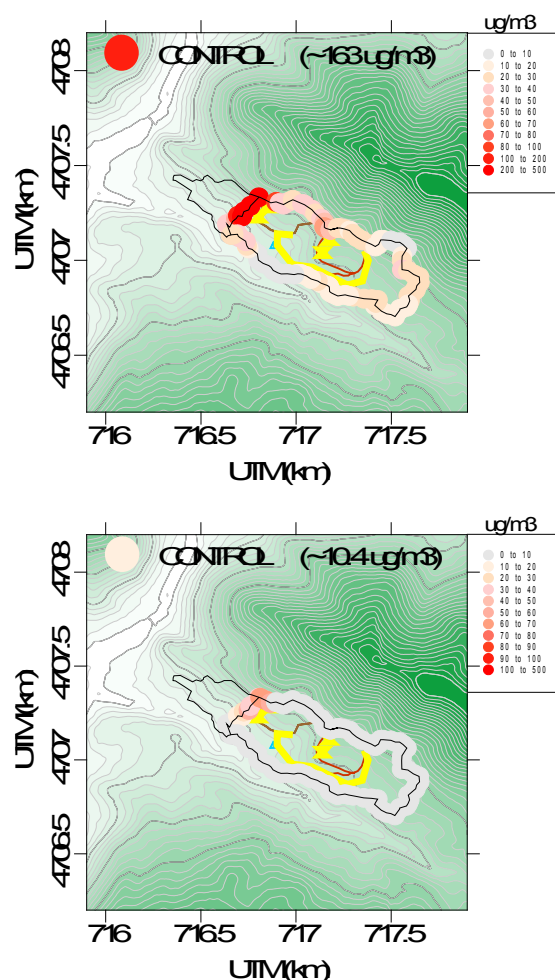 ug/m3
CONTROL (~163 ug/m3)
0 to 10
10 to 20
20 to 30
30 to 40
40 to 50
50 to 60
60 to 70
70 to 80
80 to 100
100 to 200
200 to 500
4708
4707.5
4707
4706.5
UTM(km)
716 716.5 717 717.5
UTM(km)
ug/m3
CONTROL (~10.4 ug/m3)
0 to 10
10 to 20
20 to 30
30 to 40
40 to 50
50 to 60
60 to 70
70 to 80
80 to 90
90 to 100
100 to 500
4708
4707.5
4707
4706.5
UTM(km)
716 716.5 717 717.5
UTM(km)